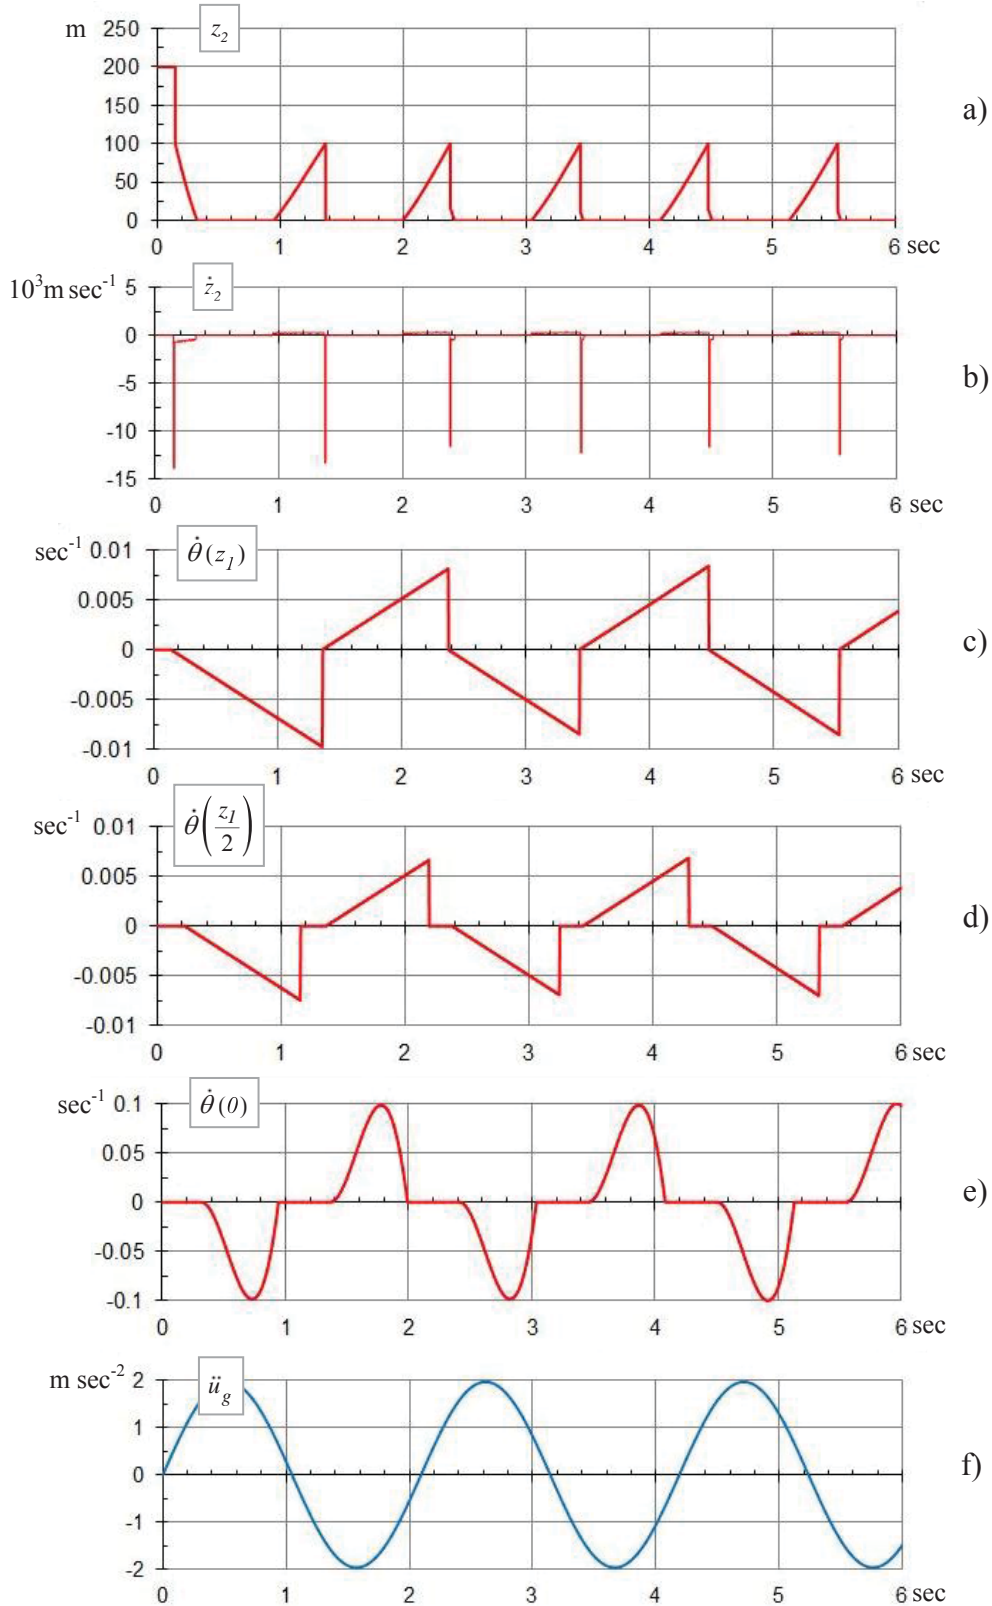 m 250 z₂
200
150
100
50
0
0 1 2 3 4 5 6 sec
a)
10³m sec⁻¹ 5 ż₂
0
-5
-10
-15
0 1 2 3 4 5 6 sec
b)
sec⁻¹ 0.01 θ̇(z₁)
0.005
0
-0.005
-0.01
0 1 2 3 4 5 6 sec
c)
sec⁻¹ 0.01 θ̇(z₁/2)
0.005
0
-0.005
-0.01
0 1 2 3 4 5 6 sec
d)
sec⁻¹ 0.1 θ̇(0)
0.05
0
-0.05
-0.1
0 1 2 3 4 5 6 sec
e)
m sec⁻² 2 ü_g
1
0
-1
-2
0 1 2 3 4 5 6 sec
f)